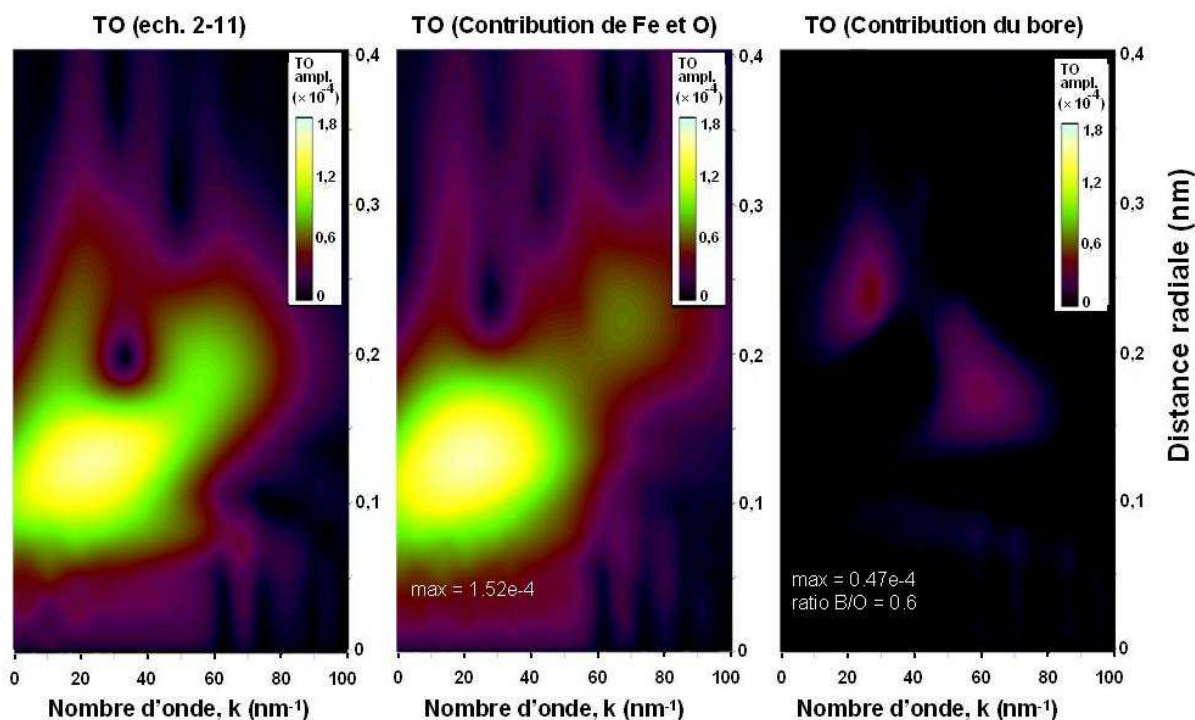 TO (ech. 2-11)
TO
ampl.
(× 10⁻⁴)
1,8
1,2
0,6
0
0,4
0,3
0,2
0,1
0
0 20 40 60 80 100
Nombre d'onde, k (nm⁻¹)
TO (Contribution de Fe et O)
TO
ampl.
(× 10⁻⁴)
1,8
1,2
0,6
0
0,4
0,3
0,2
0,1
0
max = 1.52e-4
0 20 40 60 80 100
Nombre d'onde, k (nm⁻¹)
TO (Contribution du bore)
TO
ampl.
(× 10⁻⁴)
1,8
1,2
0,6
0
0,4
0,3
0,2
0,1
0
max = 0.47e-4
ratio B/O = 0.6
0 20 40 60 80 100
Nombre d'onde, k (nm⁻¹)
Distance radiale (nm)